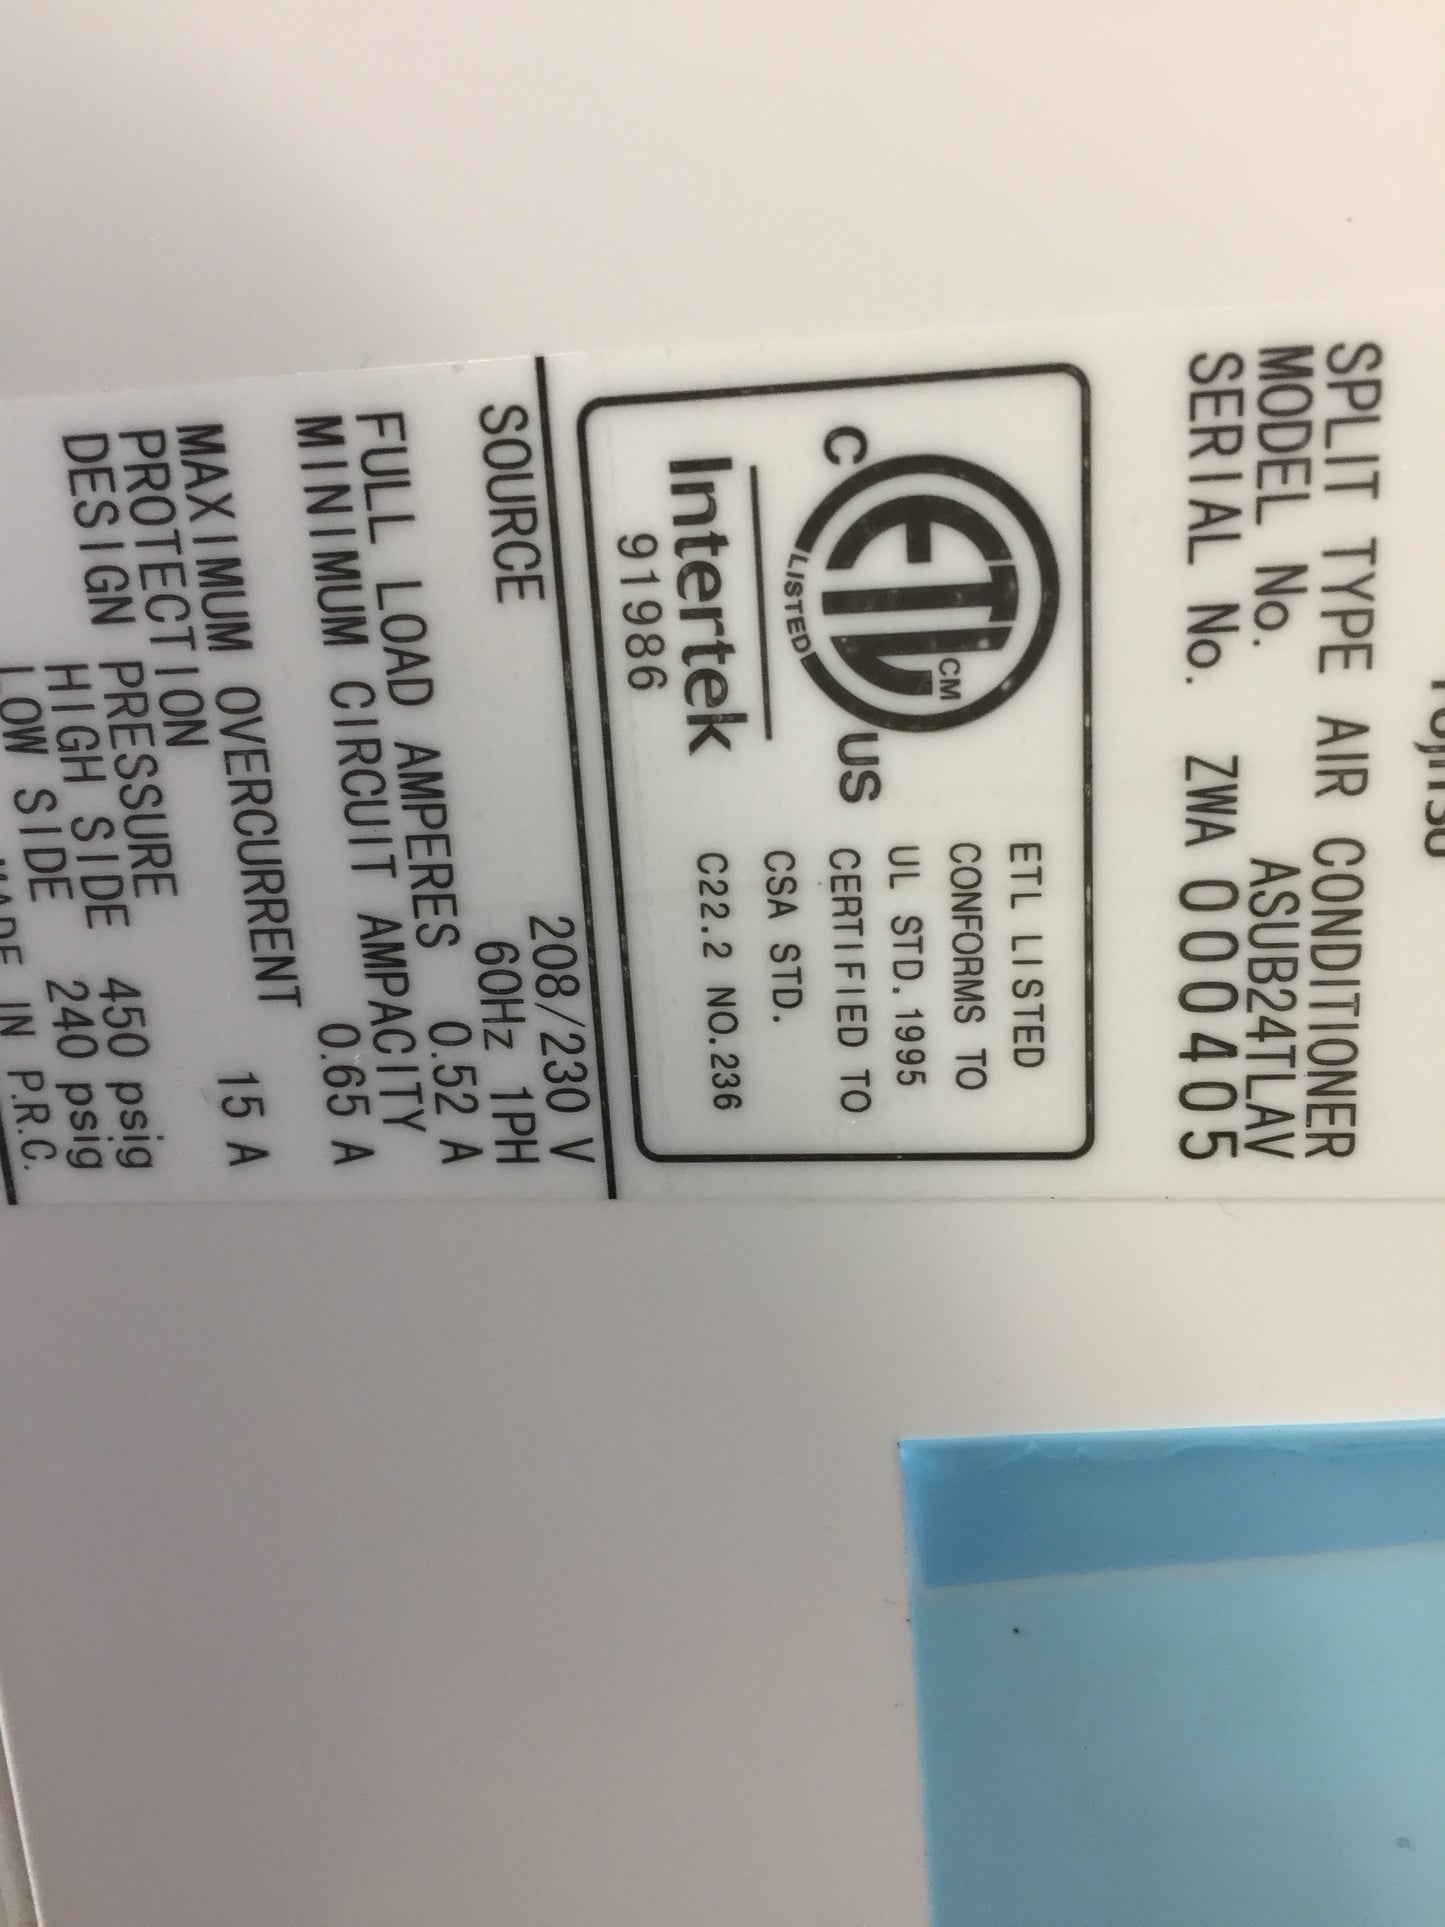 FUJITSU
SPLIT TYPE AIR CONDITIONER
MODEL No. ASUB24TLAV
SERIAL No. ZWA 000405
C ETL CM LISTED US
Intertek
91986
ETL LISTED
CONFORMS TO
UL STD. 1995
CERTIFIED TO
CSA STD.
C22.2 NO.236
SOURCE 208/230 V
60Hz 1PH
FULL LOAD AMPERES 0.52 A
MINIMUM CIRCUIT AMPACITY
0.65 A
MAXIMUM OVERCURRENT
PROTECTION 15 A
DESIGN PRESSURE
HIGH SIDE 450 psig
LOW SIDE 240 psig
MADE IN P.R.C.